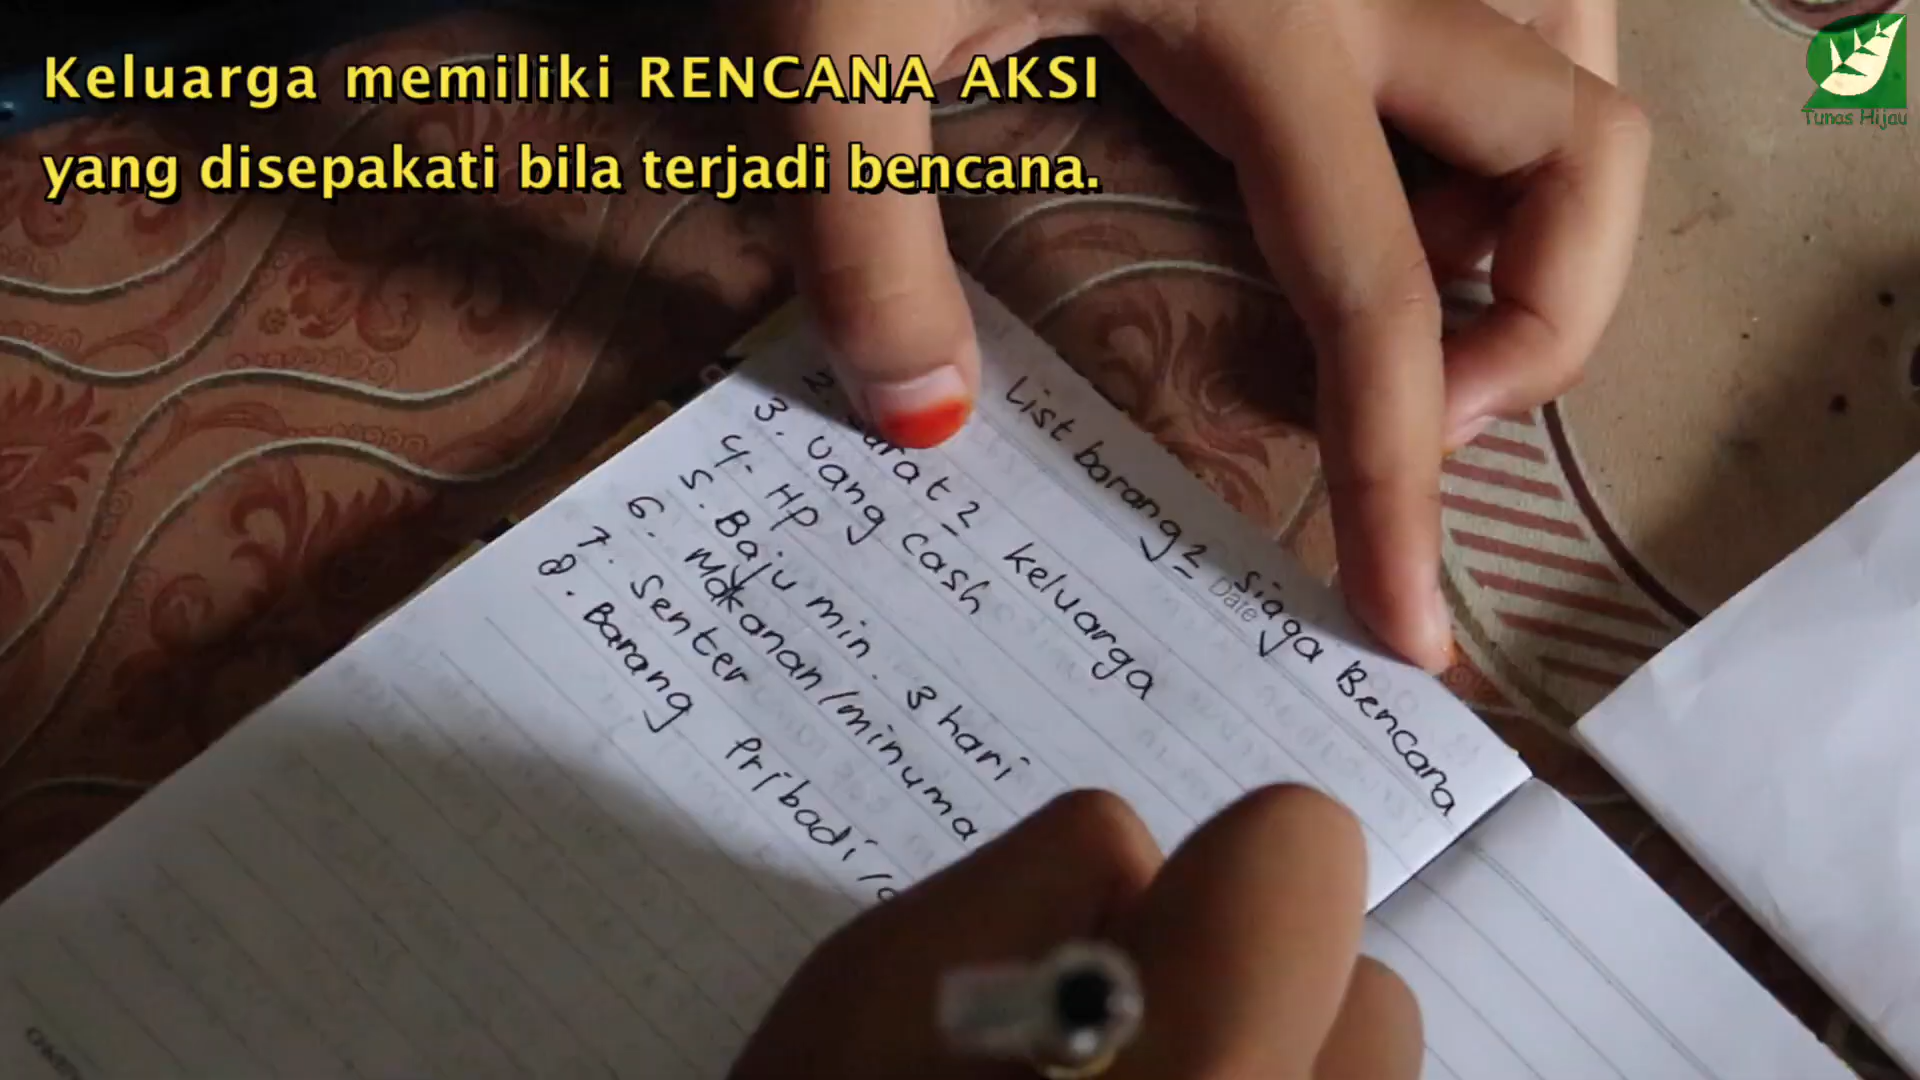 Keluarga memiliki RENCANA AKSI
yang disepakati bila terjadi bencana.
Tunas Hijau
List barang2 siaga Bencana
Date
2. keluarga
3. uang cash
4. HP
5. Baju min. 3 hari
6. Makanan/minuma
7. Senter
8. Barang Pribadi/